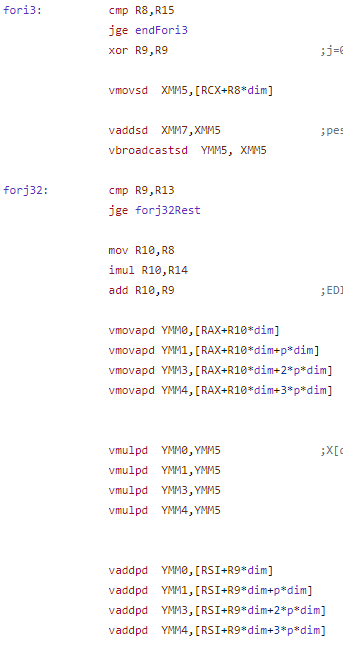 fori3: cmp R8,R15
jge endFori3
xor R9,R9 ;j=0
vmovsd XMM5,[RCX+R8*dim]
vaddsd XMM7,XMM5 ;pes
vbroadcastsd YMM5, XMM5
forj32: cmp R9,R13
jge forj32Rest
mov R10,R8
imul R10,R14
add R10,R9 ;EDI
vmovapd YMM0,[RAX+R10*dim]
vmovapd YMM1,[RAX+R10*dim+p*dim]
vmovapd YMM3,[RAX+R10*dim+2*p*dim]
vmovapd YMM4,[RAX+R10*dim+3*p*dim]
vmulpd YMM0,YMM5 ;X[
vmulpd YMM1,YMM5
vmulpd YMM3,YMM5
vmulpd YMM4,YMM5
vaddpd YMM0,[RSI+R9*dim]
vaddpd YMM1,[RSI+R9*dim+p*dim]
vaddpd YMM3,[RSI+R9*dim+2*p*dim]
vaddpd YMM4,[RSI+R9*dim+3*p*dim]